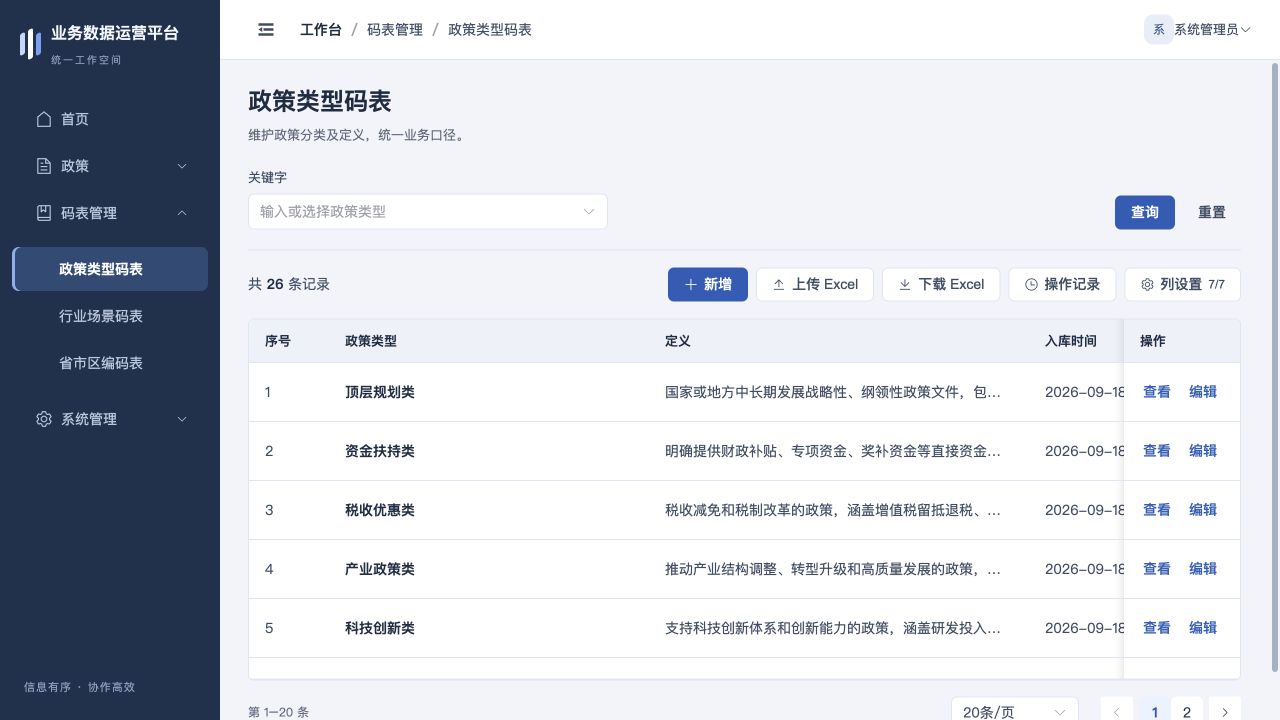 业务数据运营平台
统一工作空间
首页
政策
码表管理
政策类型码表
行业场景码表
省市区编码表
系统管理
信息有序 · 协作高效
工作台 / 码表管理 / 政策类型码表
系 系统管理员
政策类型码表
维护政策分类及定义，统一业务口径。
关键字
输入或选择政策类型
查询 重置
共 26 条记录
新增 上传 Excel 下载 Excel 操作记录 列设置 7/7
序号 政策类型 定义 入库时间 操作
1 顶层规划类 国家或地方中长期发展战略性、纲领性政策文件，包... 2026-09-18 查看 编辑
2 资金扶持类 明确提供财政补贴、专项资金、奖补资金等直接资金... 2026-09-18 查看 编辑
3 税收优惠类 税收减免和税制改革的政策，涵盖增值税留抵退税、... 2026-09-18 查看 编辑
4 产业政策类 推动产业结构调整、转型升级和高质量发展的政策，... 2026-09-18 查看 编辑
5 科技创新类 支持科技创新体系和创新能力的政策，涵盖研发投入... 2026-09-18 查看 编辑
第 1-20 条
20条/页 1 2